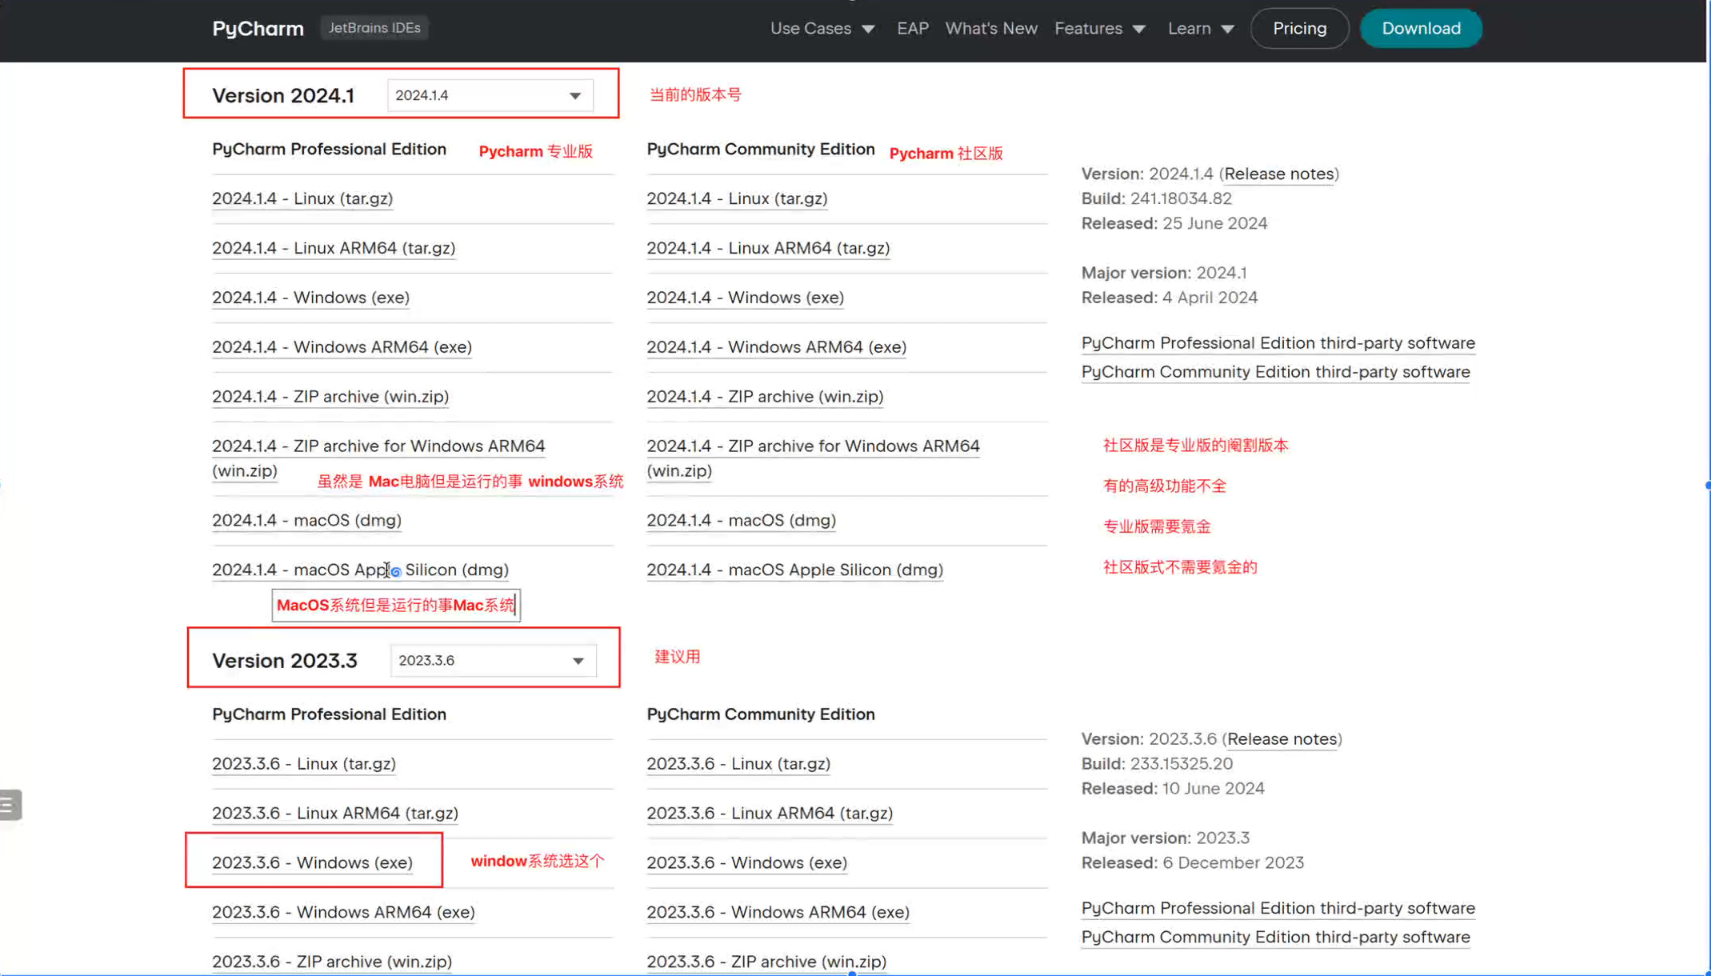 PyCharm JetBrains IDEs Use Cases EAP What's New Features Learn Pricing Download
Version 2024.1 2024.1.4 当前的版本号
PyCharm Professional Edition Pycharm 专业版
2024.1.4 - Linux (tar.gz)
2024.1.4 - Linux ARM64 (tar.gz)
2024.1.4 - Windows (exe)
2024.1.4 - Windows ARM64 (exe)
2024.1.4 - ZIP archive (win.zip)
2024.1.4 - ZIP archive for Windows ARM64
(win.zip) 虽然是 Mac电脑但是运行的事 windows系统
2024.1.4 - macOS (dmg)
2024.1.4 - macOS Apple Silicon (dmg)
MacOS系统但是运行的事Mac系统
PyCharm Community Edition Pycharm 社区版
2024.1.4 - Linux (tar.gz)
2024.1.4 - Linux ARM64 (tar.gz)
2024.1.4 - Windows (exe)
2024.1.4 - Windows ARM64 (exe)
2024.1.4 - ZIP archive (win.zip)
2024.1.4 - ZIP archive for Windows ARM64
(win.zip)
2024.1.4 - macOS (dmg)
2024.1.4 - macOS Apple Silicon (dmg)
Version: 2024.1.4 (Release notes)
Build: 241.18034.82
Released: 25 June 2024
Major version: 2024.1
Released: 4 April 2024
PyCharm Professional Edition third-party software
PyCharm Community Edition third-party software
社区版是专业版的阉割版本
有的高级功能不全
专业版需要氪金
社区版式不需要氪金的
Version 2023.3 2023.3.6 建议用
PyCharm Professional Edition
2023.3.6 - Linux (tar.gz)
2023.3.6 - Linux ARM64 (tar.gz)
2023.3.6 - Windows (exe) window系统选这个
2023.3.6 - Windows ARM64 (exe)
2023.3.6 - ZIP archive (win.zip)
PyCharm Community Edition
2023.3.6 - Linux (tar.gz)
2023.3.6 - Linux ARM64 (tar.gz)
2023.3.6 - Windows (exe)
2023.3.6 - Windows ARM64 (exe)
2023.3.6 - ZIP archive (win.zip)
Version: 2023.3.6 (Release notes)
Build: 233.15325.20
Released: 10 June 2024
Major version: 2023.3
Released: 6 December 2023
PyCharm Professional Edition third-party software
PyCharm Community Edition third-party software